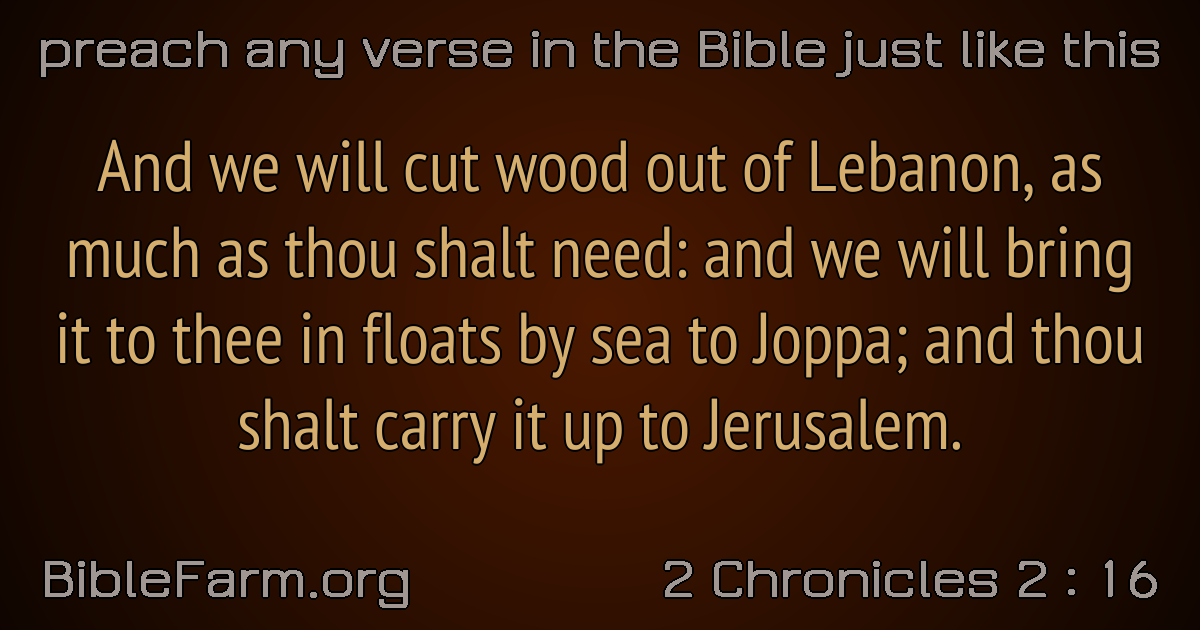 preach any verse in the Bible just like this
And we will cut wood out of Lebanon, as
much as thou shalt need: and we will bring
it to thee in floats by sea to Joppa; and thou
shalt carry it up to Jerusalem.
BibleFarm.org
2 Chronicles 2 : 16